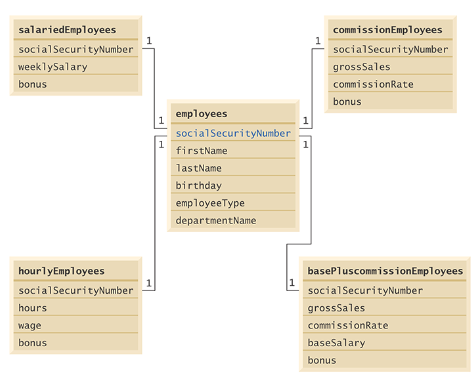 salariedEmployees
socialSecurityNumber
weeklySalary
bonus
1
commissionEmployees
socialSecurityNumber
grossSales
commissionRate
bonus
1
employees
socialSecurityNumber
firstName
lastName
birthday
employeeType
departmentName
1
1
1
1
hourlyEmployees
socialSecurityNumber
hours
wage
bonus
1
basePluscommissionEmployees
socialSecurityNumber
grossSales
commissionRate
baseSalary
bonus
1